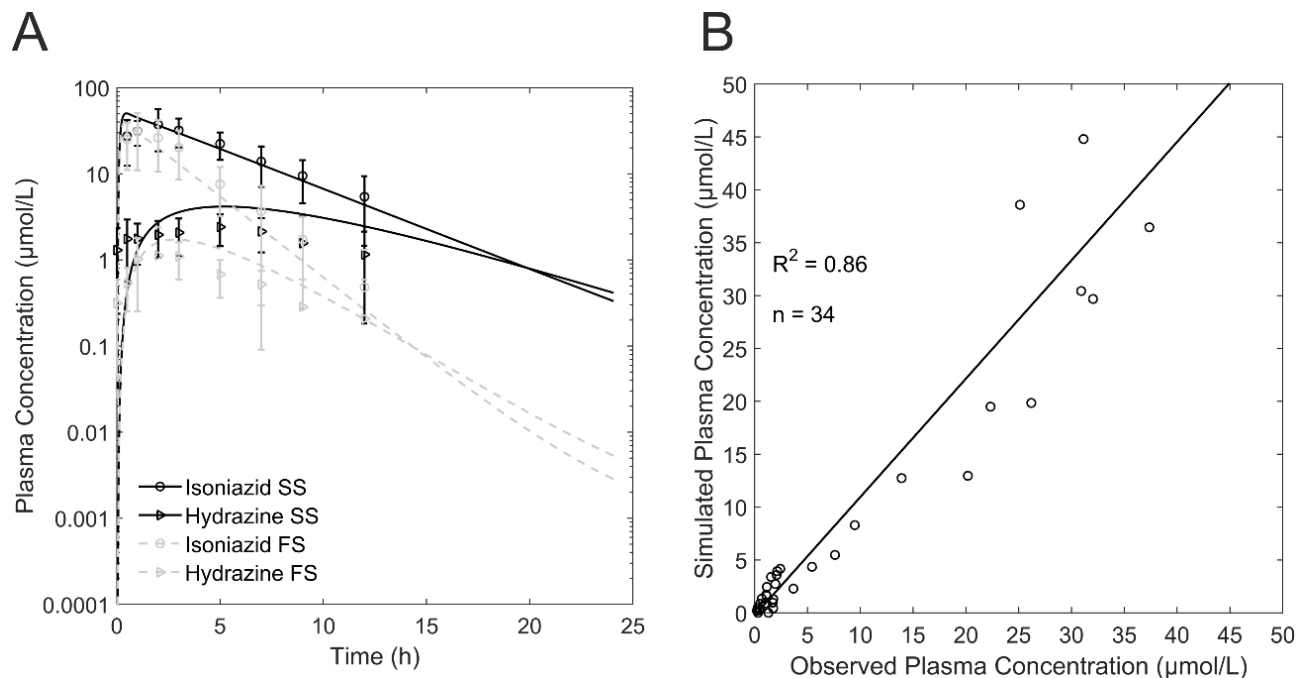 A
Plasma Concentration (μmol/L)
100
10
1
0.1
0.01
0.001
0.0001
Isoniazid SS
Hydrazine SS
Isoniazid FS
Hydrazine FS
0 5 10 15 20 25
Time (h)
B
Simulated Plasma Concentration (μmol/L)
50
45
40
35
30
25
20
15
10
5
0
R² = 0.86
n = 34
0 5 10 15 20 25 30 35 40 45 50
Observed Plasma Concentration (μmol/L)